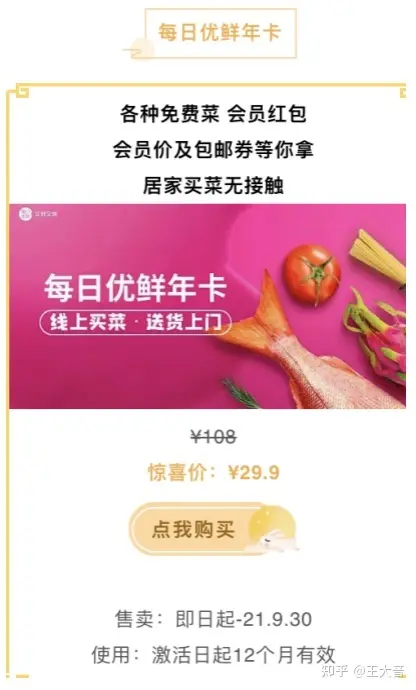 每日优鲜年卡
各种免费菜 会员红包
会员价及包邮券等你拿
居家买菜无接触
每日优鲜年卡
线上买菜·送货上门
¥108
惊喜价：¥29.9
点我购买
售卖：即日起-21.9.30
使用：激活日起12个月有效
知乎 @王大喜